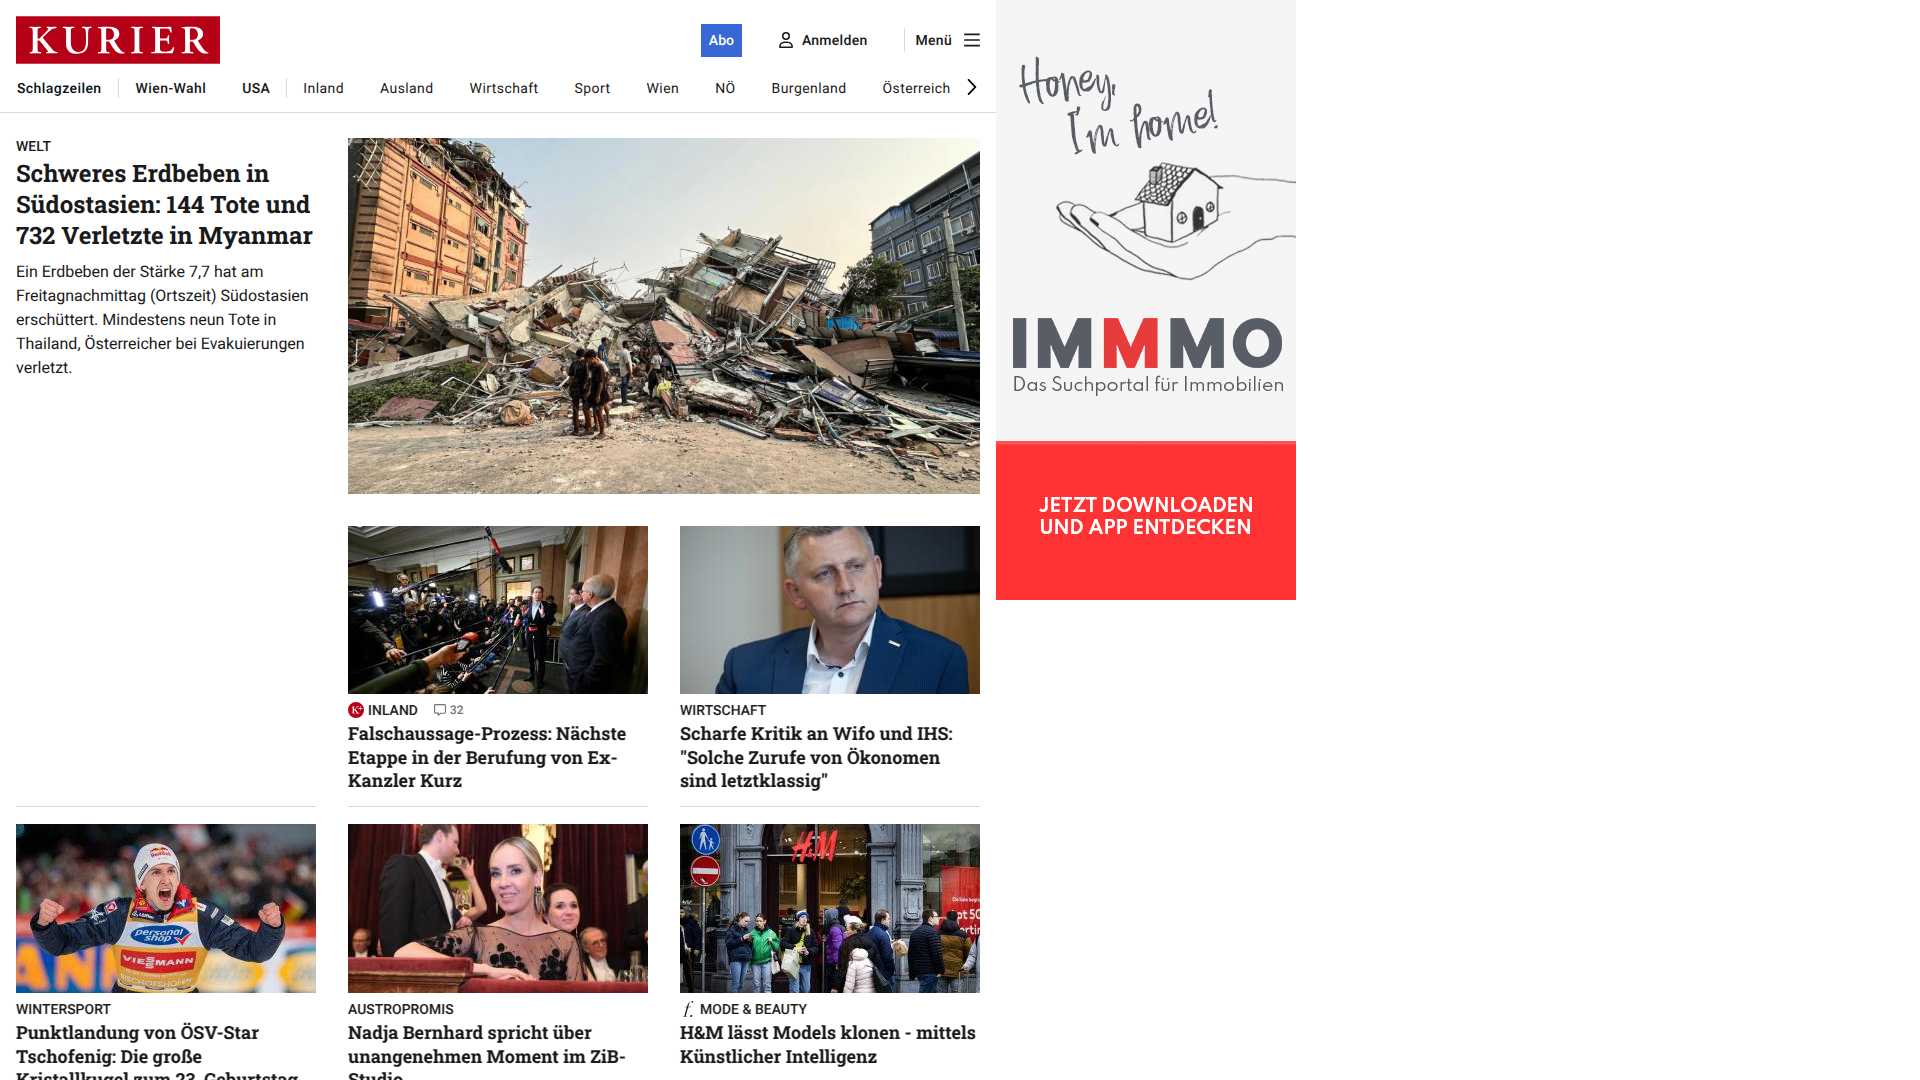 KURIER
Abo
Anmelden
Menü
Schlagzeilen
Wien-Wahl
USA
Inland
Ausland
Wirtschaft
Sport
Wien
NÖ
Burgenland
Österreich
WELT
Schweres Erdbeben in
Südostasien: 144 Tote und
732 Verletzte in Myanmar
Ein Erdbeben der Stärke 7,7 hat am
Freitagnachmittag (Ortszeit) Südostasien
erschüttert. Mindestens neun Tote in
Thailand, Österreicher bei Evakuierungen
verletzt.
Honey,
I'm home!
IMMMO
Das Suchportal für Immobilien
JETZT DOWNLOADEN
UND APP ENTDECKEN
K+ INLAND 32
Falschaussage-Prozess: Nächste
Etappe in der Berufung von Ex-
Kanzler Kurz
WIRTSCHAFT
Scharfe Kritik an Wifo und IHS:
"Solche Zurufe von Ökonomen
sind letztklassig"
personal
shop
VIESSMANN
BISCHOFSHOFEN
WINTERSPORT
Punktlandung von ÖSV-Star
Tschofenig: Die große
Kristallkugel zum 23. Geburtstag
AUSTROPROMIS
Nadja Bernhard spricht über
unangenehmen Moment im ZiB-
Studio
H&M
f. MODE & BEAUTY
H&M lässt Models klonen - mittels
Künstlicher Intelligenz